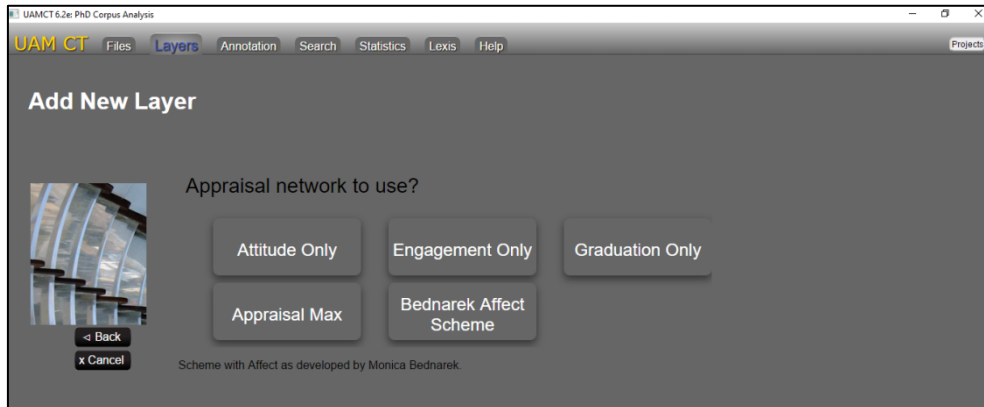 UAMCT 6.2e: PhD Corpus Analysis
UAM CT Files Layers Annotation Search Statistics Lexis Help Projects
Add New Layer
Appraisal network to use?
Attitude Only Engagement Only Graduation Only
Appraisal Max Bednarek Affect
Scheme
◃ Back
x Cancel
Scheme with Affect as developed by Monica Bednarek.